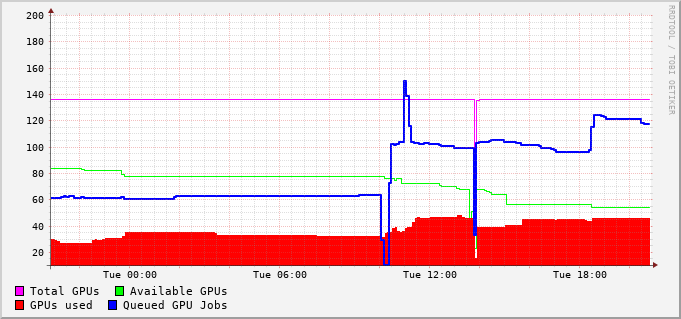 RRDTOOL / TOBI OETIKER
200
180
160
140
120
100
80
60
40
20
Tue 00:00 Tue 06:00 Tue 12:00 Tue 18:00
Total GPUs Available GPUs
GPUs used Queued GPU Jobs